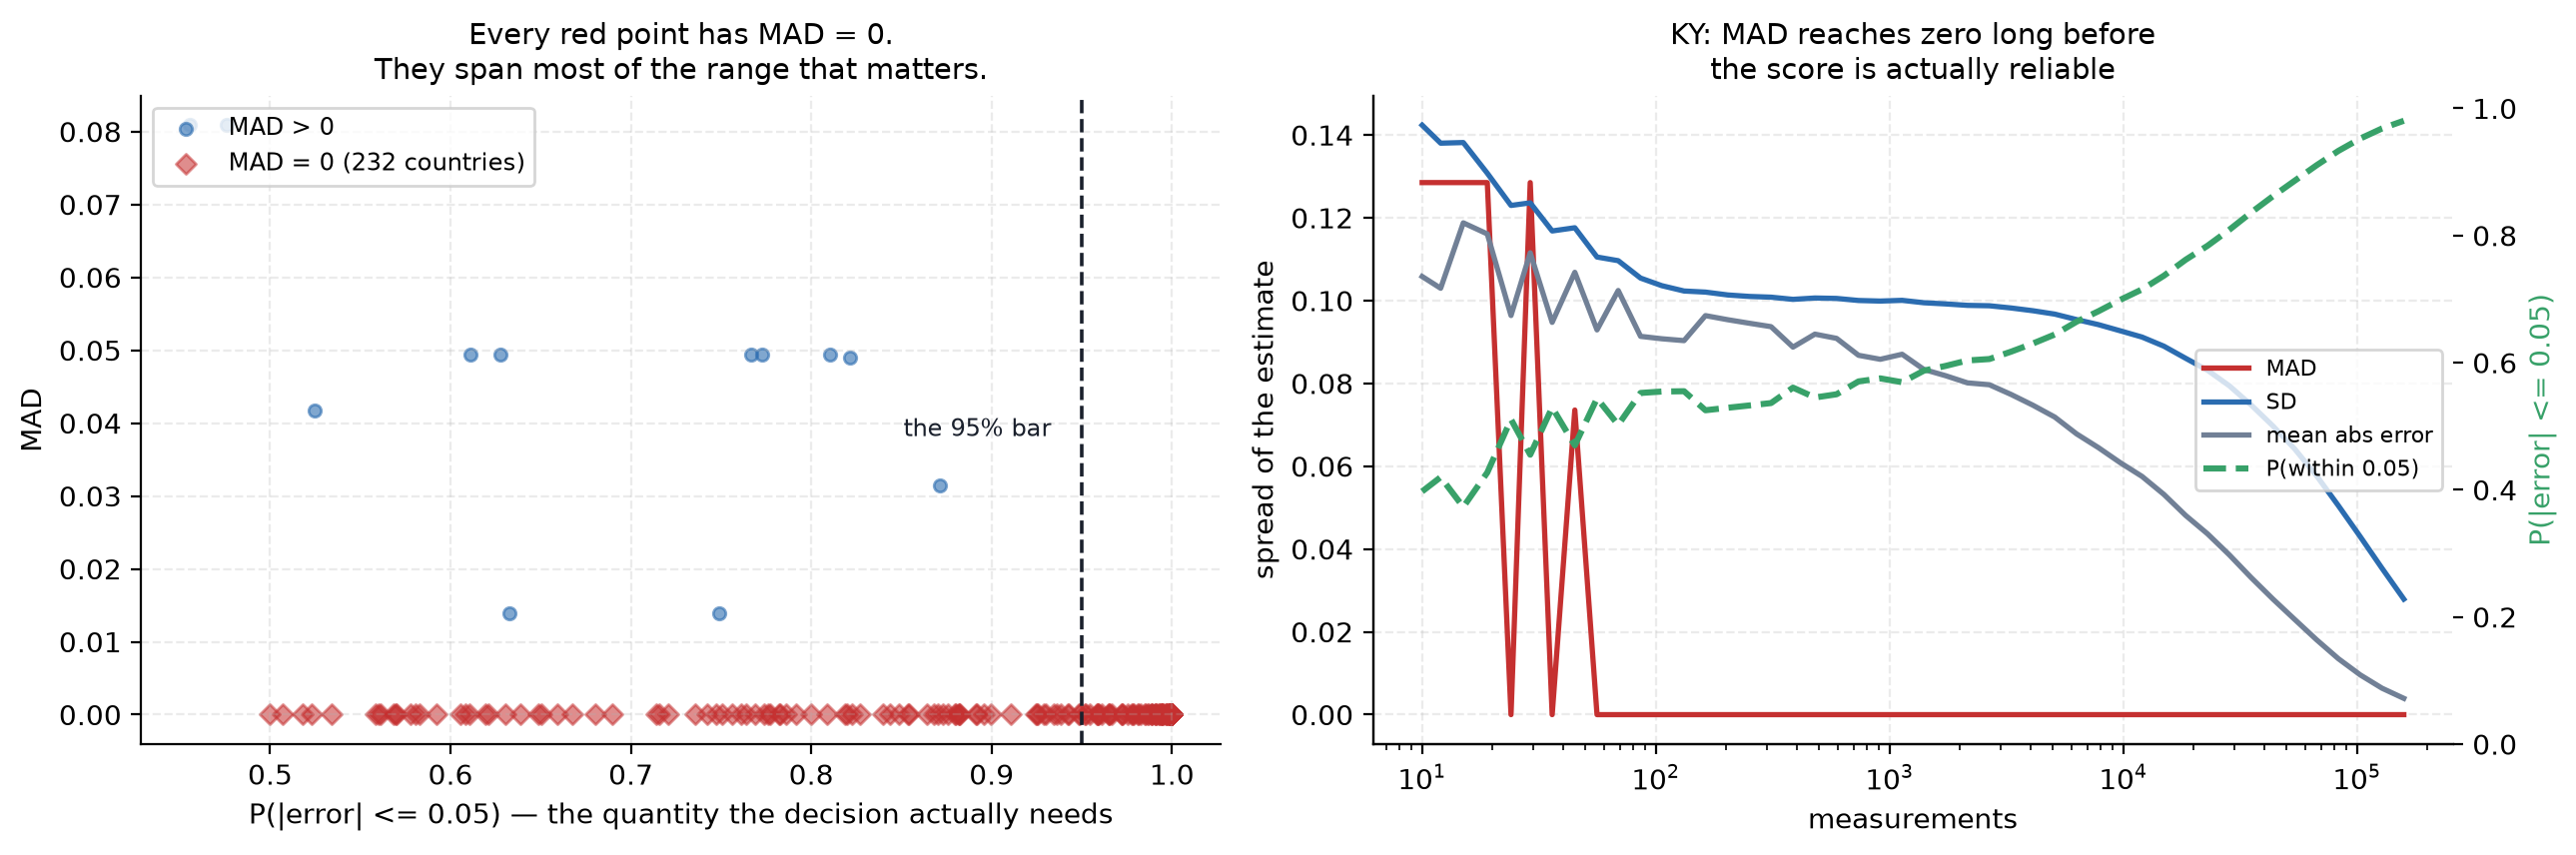 Every red point has MAD = 0.
They span most of the range that matters.
MAD > 0
MAD = 0 (232 countries)
the 95% bar
MAD
0.08
0.07
0.06
0.05
0.04
0.03
0.02
0.01
0.00
0.5
0.6
0.7
0.8
0.9
1.0
P(|error| <= 0.05) — the quantity the decision actually needs
KY: MAD reaches zero long before
the score is actually reliable
spread of the estimate
0.14
0.12
0.10
0.08
0.06
0.04
0.02
0.00
10¹
10²
10³
10⁴
10⁵
measurements
MAD
SD
mean abs error
P(within 0.05)
1.0
0.8
0.6
0.4
0.2
0.0
P(|error| <= 0.05)